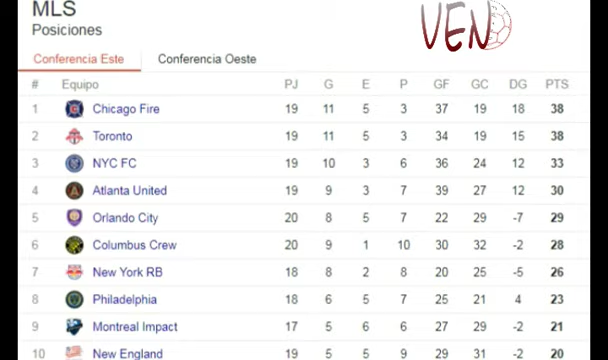 MLS
Posiciones
VEN
Conferencia Este Conferencia Oeste
# Equipo PJ G E P GF GC DG PTS
1 Chicago Fire 19 11 5 3 37 19 18 38
2 Toronto 19 11 5 3 34 19 15 38
3 NYC FC 19 10 3 6 36 24 12 33
4 Atlanta United 19 9 3 7 39 27 12 30
5 Orlando City 20 8 5 7 22 29 -7 29
6 Columbus Crew 20 9 1 10 30 32 -2 28
7 New York RB 18 8 2 8 20 25 -5 26
8 Philadelphia 18 6 5 7 25 21 4 23
9 Montreal Impact 17 5 6 6 27 29 -2 21
10 New England 19 5 5 9 29 31 -2 20